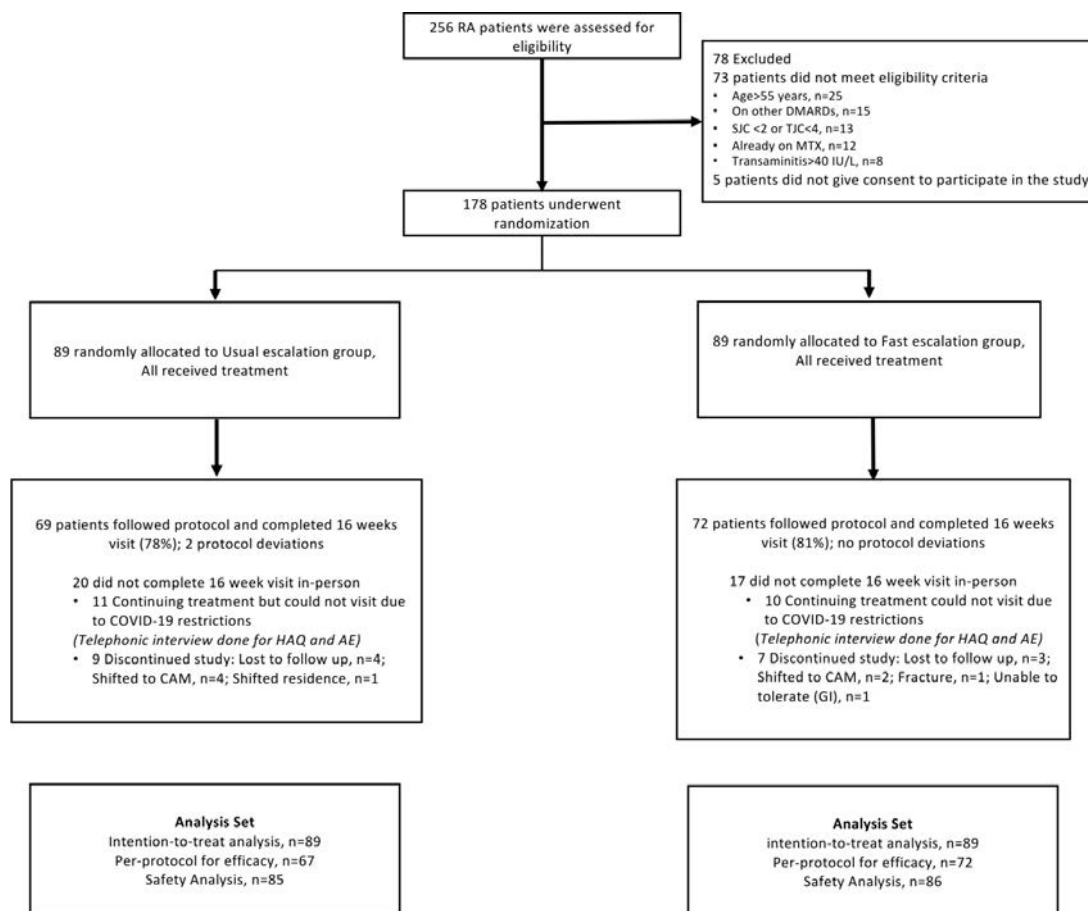 256 RA patients were assessed for
eligibility
78 Excluded
73 patients did not meet eligibility criteria
• Age>55 years, n=25
• On other DMARDs, n=15
• SJC <2 or TJC<4, n=13
• Already on MTX, n=12
• Transaminitis>40 IU/L, n=8
5 patients did not give consent to participate in the study
178 patients underwent
randomization
89 randomly allocated to Usual escalation group,
All received treatment
89 randomly allocated to Fast escalation group,
All received treatment
69 patients followed protocol and completed 16 weeks
visit (78%); 2 protocol deviations
20 did not complete 16 week visit in-person
• 11 Continuing treatment but could not visit due
to COVID-19 restrictions
(Telephonic interview done for HAQ and AE)
• 9 Discontinued study: Lost to follow up, n=4;
Shifted to CAM, n=4; Shifted residence, n=1
72 patients followed protocol and completed 16 weeks
visit (81%); no protocol deviations
17 did not complete 16 week visit in-person
• 10 Continuing treatment could not visit due to
COVID-19 restrictions
(Telephonic interview done for HAQ and AE)
• 7 Discontinued study: Lost to follow up, n=3;
Shifted to CAM, n=2; Fracture, n=1; Unable to
tolerate (GI), n=1
Analysis Set
Intention-to-treat analysis, n=89
Per-protocol for efficacy, n=67
Safety Analysis, n=85
Analysis Set
intention-to-treat analysis, n=89
Per-protocol for efficacy, n=72
Safety Analysis, n=86